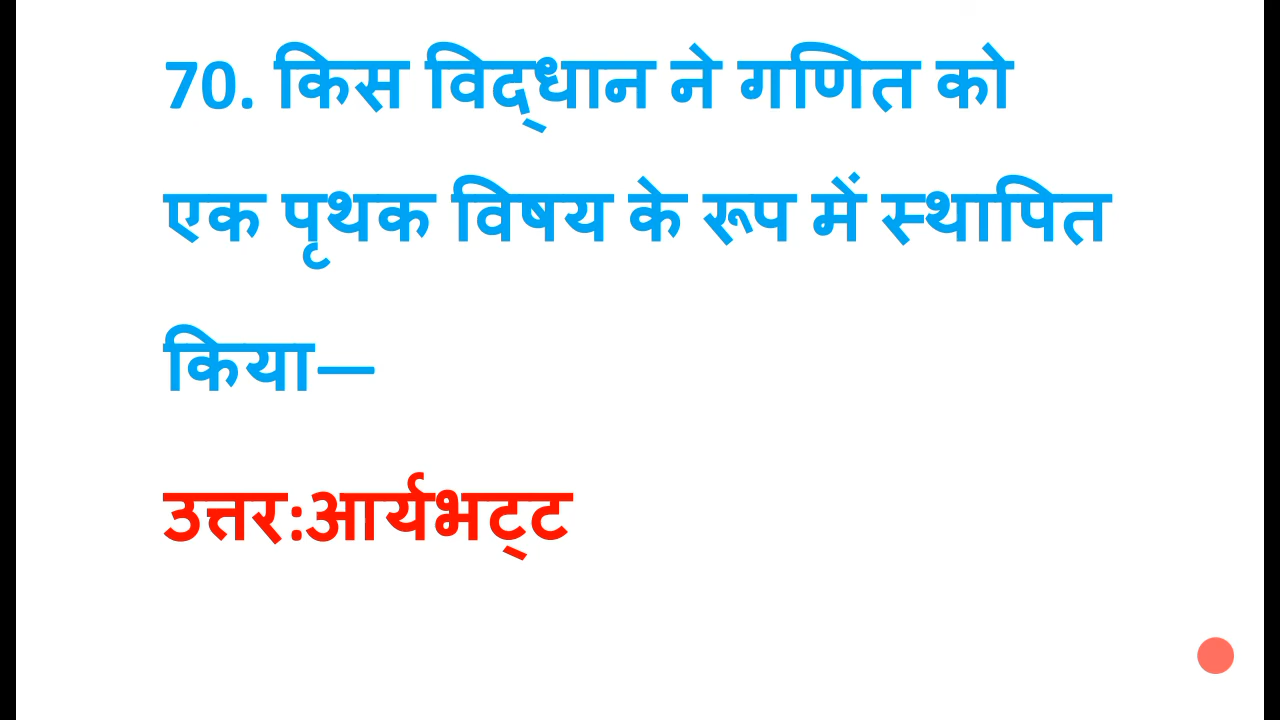 70. किस विद्धान ने गणित को
एक पृथक विषय के रूप में स्थापित
किया—
उत्तर:आर्यभट्ट